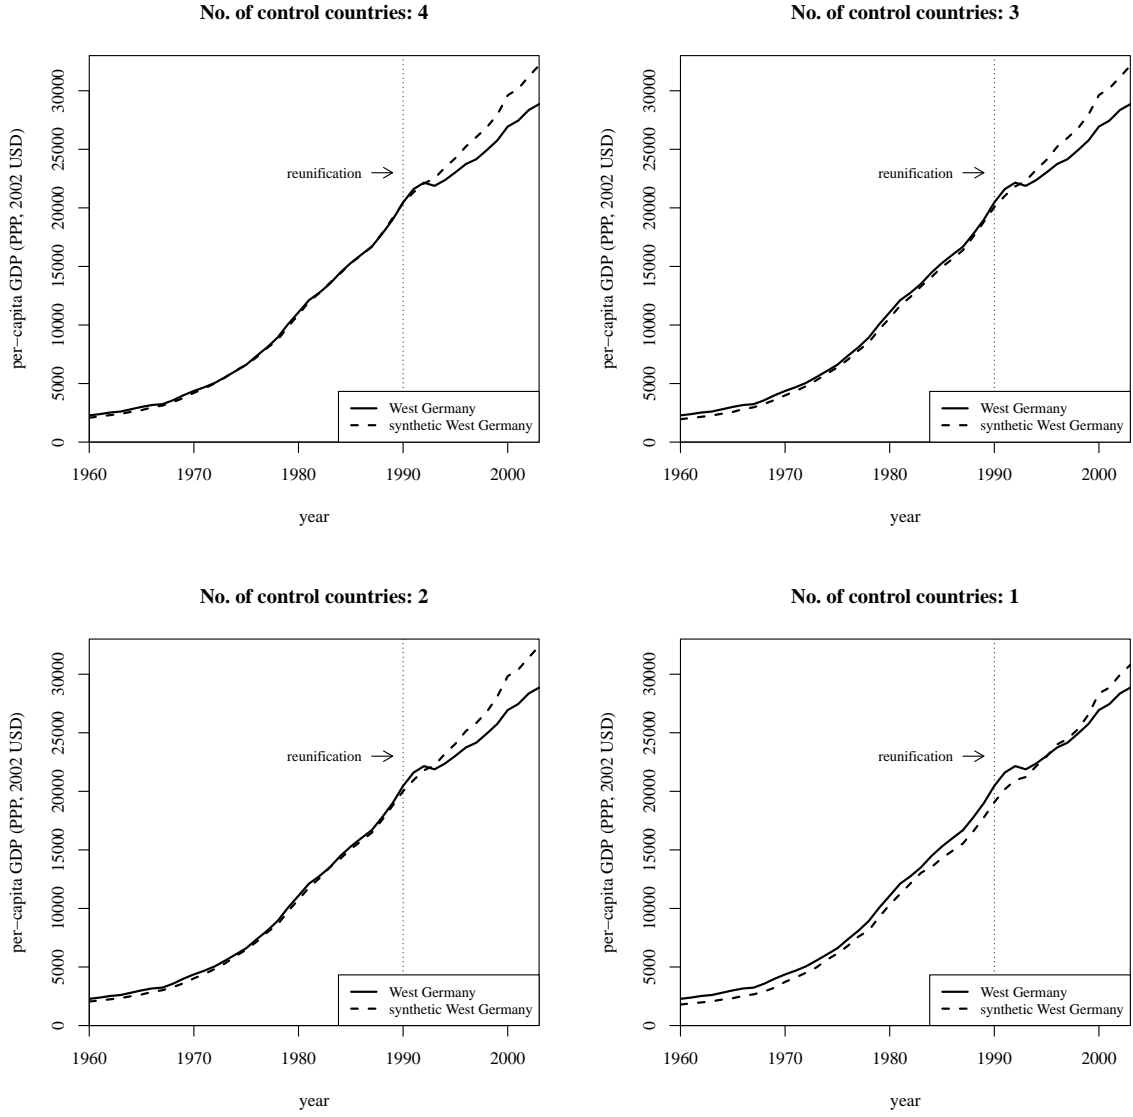 No. of control countries: 4
per−capita GDP (PPP, 2002 USD)
30000
25000
20000
15000
10000
5000
0
reunification
West Germany
synthetic West Germany
1960 1970 1980 1990 2000
year
No. of control countries: 3
per−capita GDP (PPP, 2002 USD)
30000
25000
20000
15000
10000
5000
0
reunification
West Germany
synthetic West Germany
1960 1970 1980 1990 2000
year
No. of control countries: 2
per−capita GDP (PPP, 2002 USD)
30000
25000
20000
15000
10000
5000
0
reunification
West Germany
synthetic West Germany
1960 1970 1980 1990 2000
year
No. of control countries: 1
per−capita GDP (PPP, 2002 USD)
30000
25000
20000
15000
10000
5000
0
reunification
West Germany
synthetic West Germany
1960 1970 1980 1990 2000
year